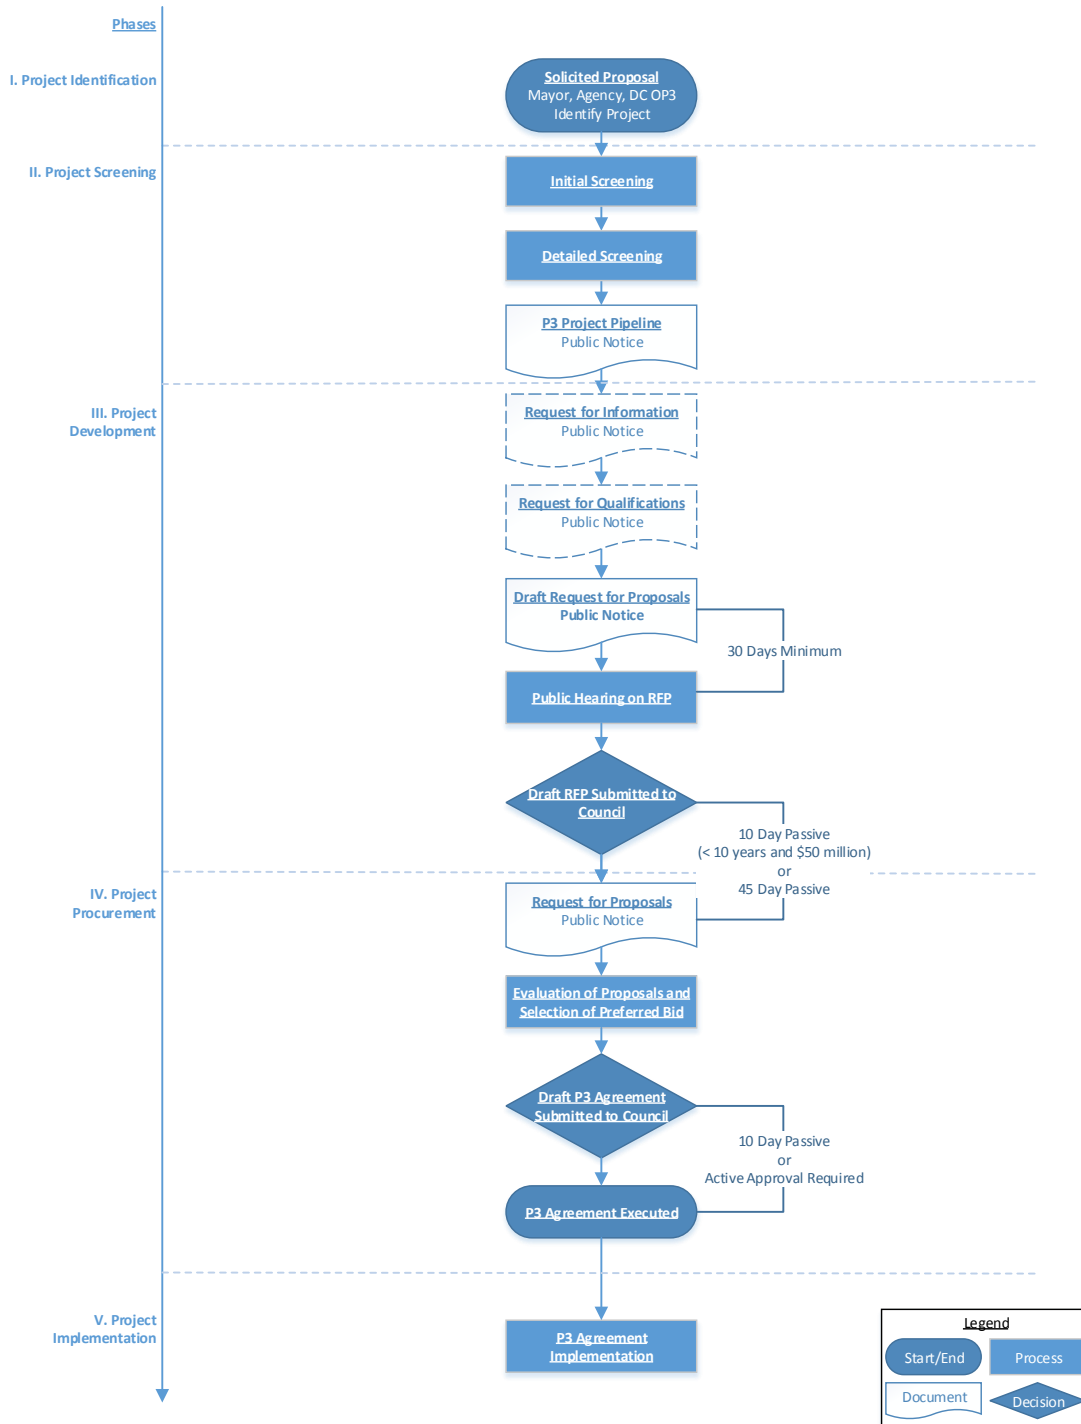 Phases
I. Project Identification
Solicited Proposal
Mayor, Agency, DC OP3
Identify Project
II. Project Screening
Initial Screening
Detailed Screening
P3 Project Pipeline
Public Notice
III. Project
Development
Request for Information
Public Notice
Request for Qualifications
Public Notice
Draft Request for Proposals
Public Notice
30 Days Minimum
Public Hearing on RFP
Draft RFP Submitted to
Council
10 Day Passive
(< 10 years and $50 million)
or
45 Day Passive
IV. Project
Procurement
Request for Proposals
Public Notice
Evaluation of Proposals and
Selection of Preferred Bid
Draft P3 Agreement
Submitted to Council
10 Day Passive
or
Active Approval Required
P3 Agreement Executed
V. Project
Implementation
P3 Agreement
Implementation
Legend
Start/End
Process
Document
Decision